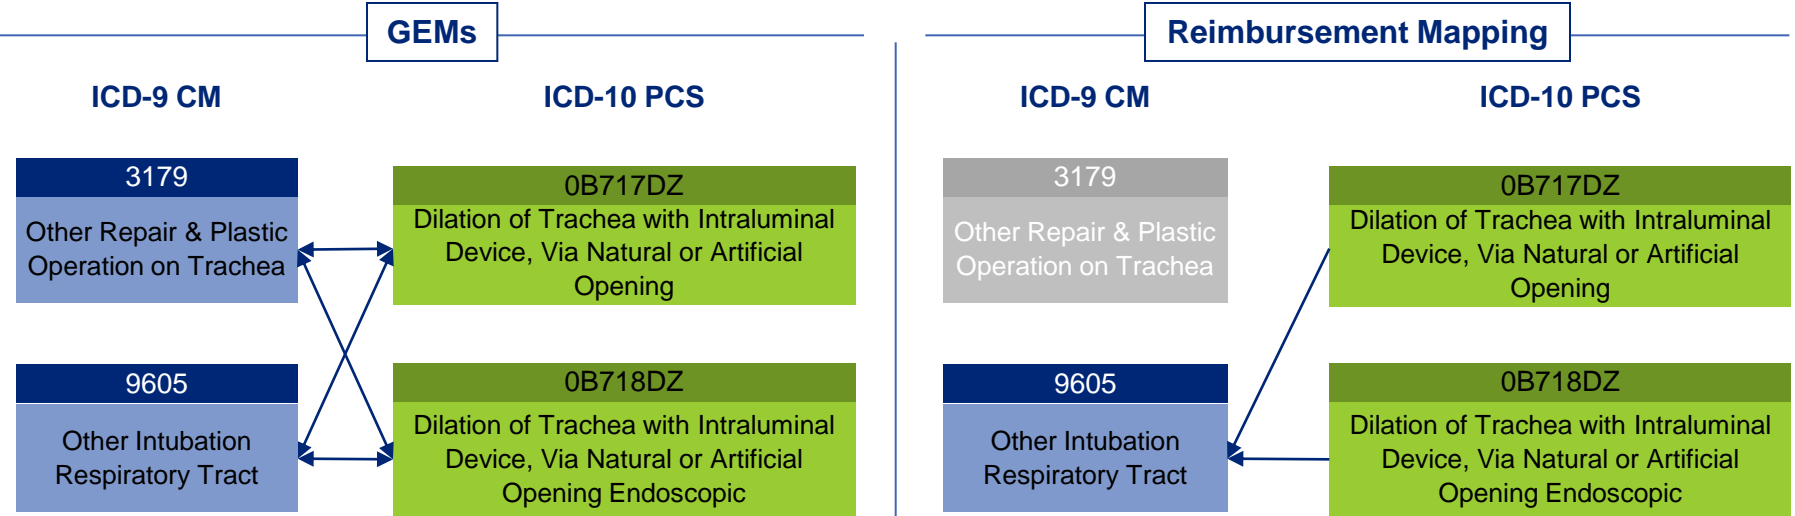 GEMs
ICD-9 CM
ICD-10 PCS
3179
Other Repair & Plastic
Operation on Trachea
0B717DZ
Dilation of Trachea with Intraluminal
Device, Via Natural or Artificial
Opening
9605
Other Intubation
Respiratory Tract
0B718DZ
Dilation of Trachea with Intraluminal
Device, Via Natural or Artificial
Opening Endoscopic
Reimbursement Mapping
ICD-9 CM
ICD-10 PCS
3179
Other Repair & Plastic
Operation on Trachea
0B717DZ
Dilation of Trachea with Intraluminal
Device, Via Natural or Artificial
Opening
9605
Other Intubation
Respiratory Tract
0B718DZ
Dilation of Trachea with Intraluminal
Device, Via Natural or Artificial
Opening Endoscopic